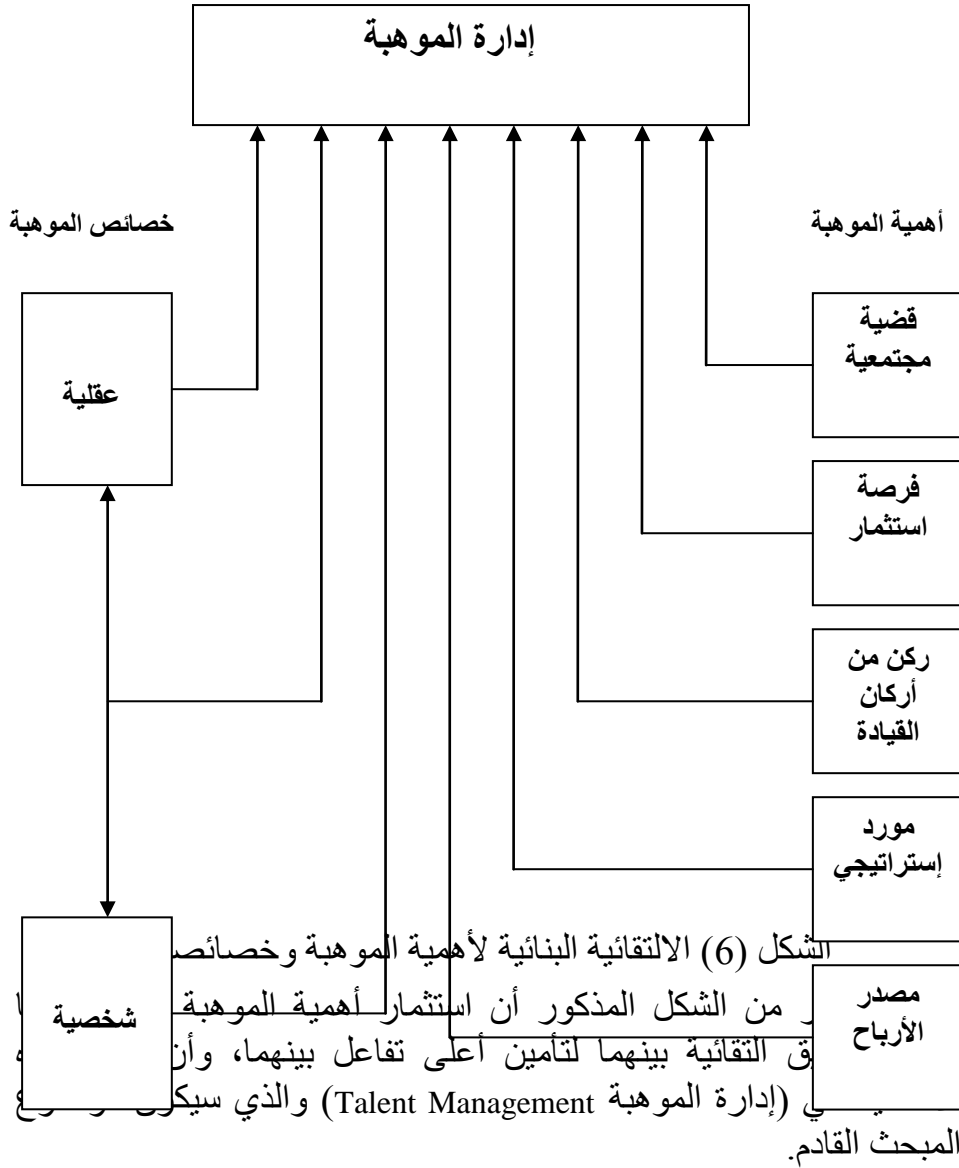 إدارة الموهبة
أهمية الموهبة
خصائص الموهبة
قضية
مجتمعية
فرصة
استثمار
ركن من
أركان
القيادة
مورد
إستراتيجي
مصدر
الأرباح
عقلية
شخصية
الشكل (6) الالتقائية البنائية لأهمية الموهبة
من الشكل المذكور أن استثمار أهمية الموهبة
التقائية بينهما لتأمين أعلى تفاعل بينهما، وأن
(إدارة الموهبة Talent Management) والذي
المبحث القادم.